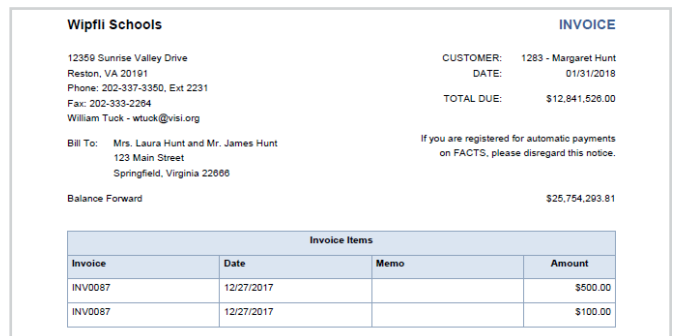 Wipfli Schools
INVOICE
12359 Sunrise Valley Drive
Reston, VA 20191
Phone: 202-337-3350, Ext 2231
Fax: 202-333-2264
William Tuck - wtuck@visi.org
CUSTOMER: 1283 - Margaret Hunt
DATE: 01/31/2018
TOTAL DUE: $12,841,526.00
Bill To: Mrs. Laura Hunt and Mr. James Hunt
123 Main Street
Springfield, Virginia 22666
If you are registered for automatic payments
on FACTS, please disregard this notice.
Balance Forward $25,754,293.81
Invoice Items
Invoice Date Memo Amount
INV0087 12/27/2017 $500.00
INV0087 12/27/2017 $100.00